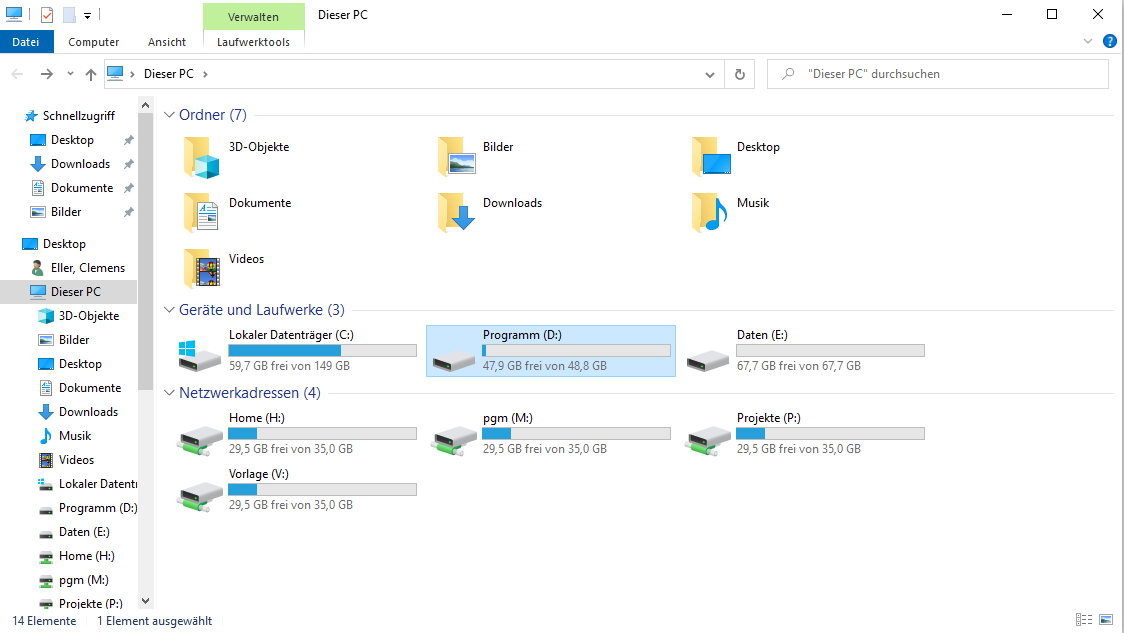 Verwalten
Dieser PC
Datei
Computer
Ansicht
Laufwerktools
?
Dieser PC
"Dieser PC" durchsuchen
Schnellzugriff
Desktop
Downloads
Dokumente
Bilder
Desktop
Eller, Clemens
Dieser PC
3D-Objekte
Bilder
Desktop
Dokumente
Downloads
Musik
Videos
Lokaler Datentr
Programm (D:)
Daten (E:)
Home (H:)
pgm (M:)
Projekte (P:)
Ordner (7)
3D-Objekte
Bilder
Desktop
Dokumente
Downloads
Musik
Videos
Geräte und Laufwerke (3)
Lokaler Datenträger (C:)
59,7 GB frei von 149 GB
Programm (D:)
47,9 GB frei von 48,8 GB
Daten (E:)
67,7 GB frei von 67,7 GB
Netzwerkadressen (4)
Home (H:)
29,5 GB frei von 35,0 GB
pgm (M:)
29,5 GB frei von 35,0 GB
Projekte (P:)
29,5 GB frei von 35,0 GB
Vorlage (V:)
29,5 GB frei von 35,0 GB
14 Elemente
1 Element ausgewählt